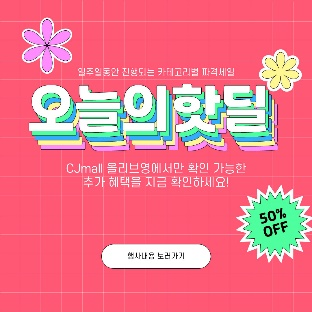 일주일동안 진행되는 카테고리별 파격세일
오늘의핫딜
CJmall 올리브영에서만 확인 가능한
추가 혜택을 지금 확인하세요!
50%
OFF
행사내용 보러가기